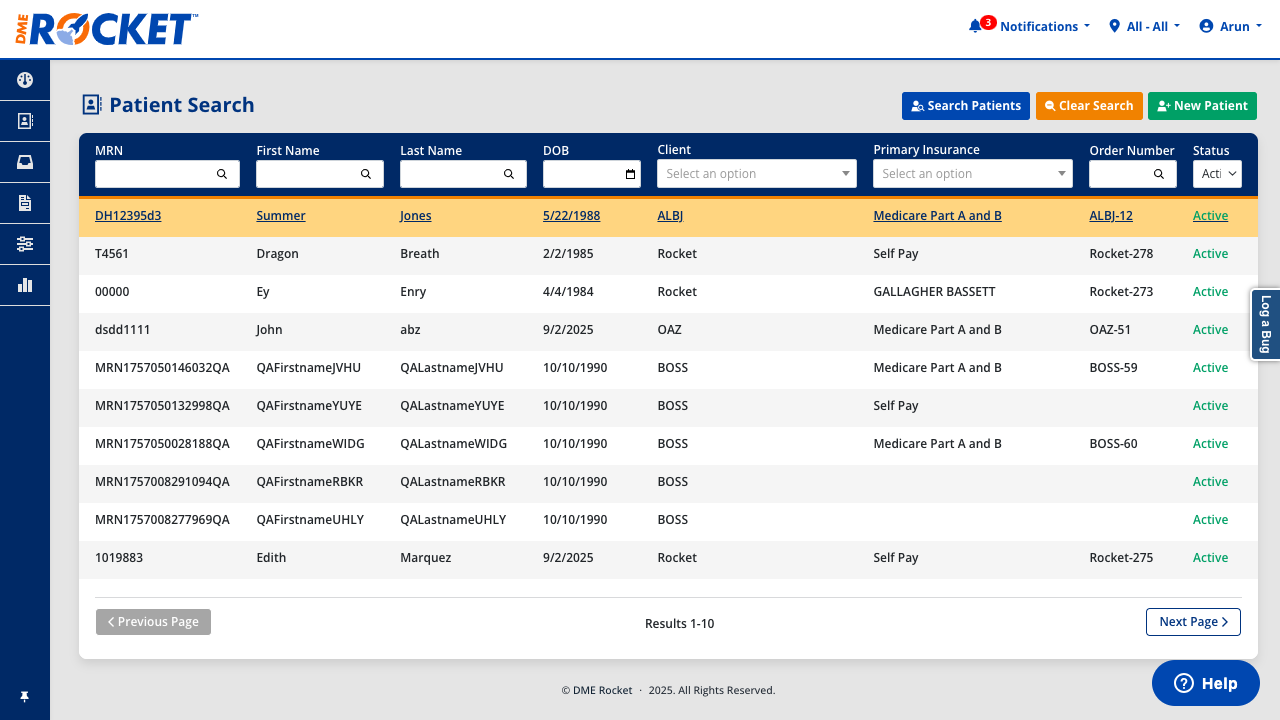 DME ROCKET™
3 Notifications
All - All
Arun
Patient Search
Search Patients
Clear Search
New Patient
MRN First Name Last Name DOB Client Primary Insurance Order Number Status
Select an option Select an option Acti
DH12395d3 Summer Jones 5/22/1988 ALBJ Medicare Part A and B ALBJ-12 Active
T4561 Dragon Breath 2/2/1985 Rocket Self Pay Rocket-278 Active
00000 Ey Enry 4/4/1984 Rocket GALLAGHER BASSETT Rocket-273 Active
dsdd1111 John abz 9/2/2025 OAZ Medicare Part A and B OAZ-51 Active
MRN1757050146032QA QAFirstnameJVHU QALastnameJVHU 10/10/1990 BOSS Medicare Part A and B BOSS-59 Active
MRN1757050132998QA QAFirstnameYUYE QALastnameYUYE 10/10/1990 BOSS Self Pay Active
MRN1757050028188QA QAFirstnameWIDG QALastnameWIDG 10/10/1990 BOSS Medicare Part A and B BOSS-60 Active
MRN1757008291094QA QAFirstnameRBKR QALastnameRBKR 10/10/1990 BOSS Active
MRN1757008277969QA QAFirstnameUHLY QALastnameUHLY 10/10/1990 BOSS Active
1019883 Edith Marquez 9/2/2025 Rocket Self Pay Rocket-275 Active
Log a Bug
Previous Page
Results 1-10
Next Page
© DME Rocket · 2025. All Rights Reserved.
Help